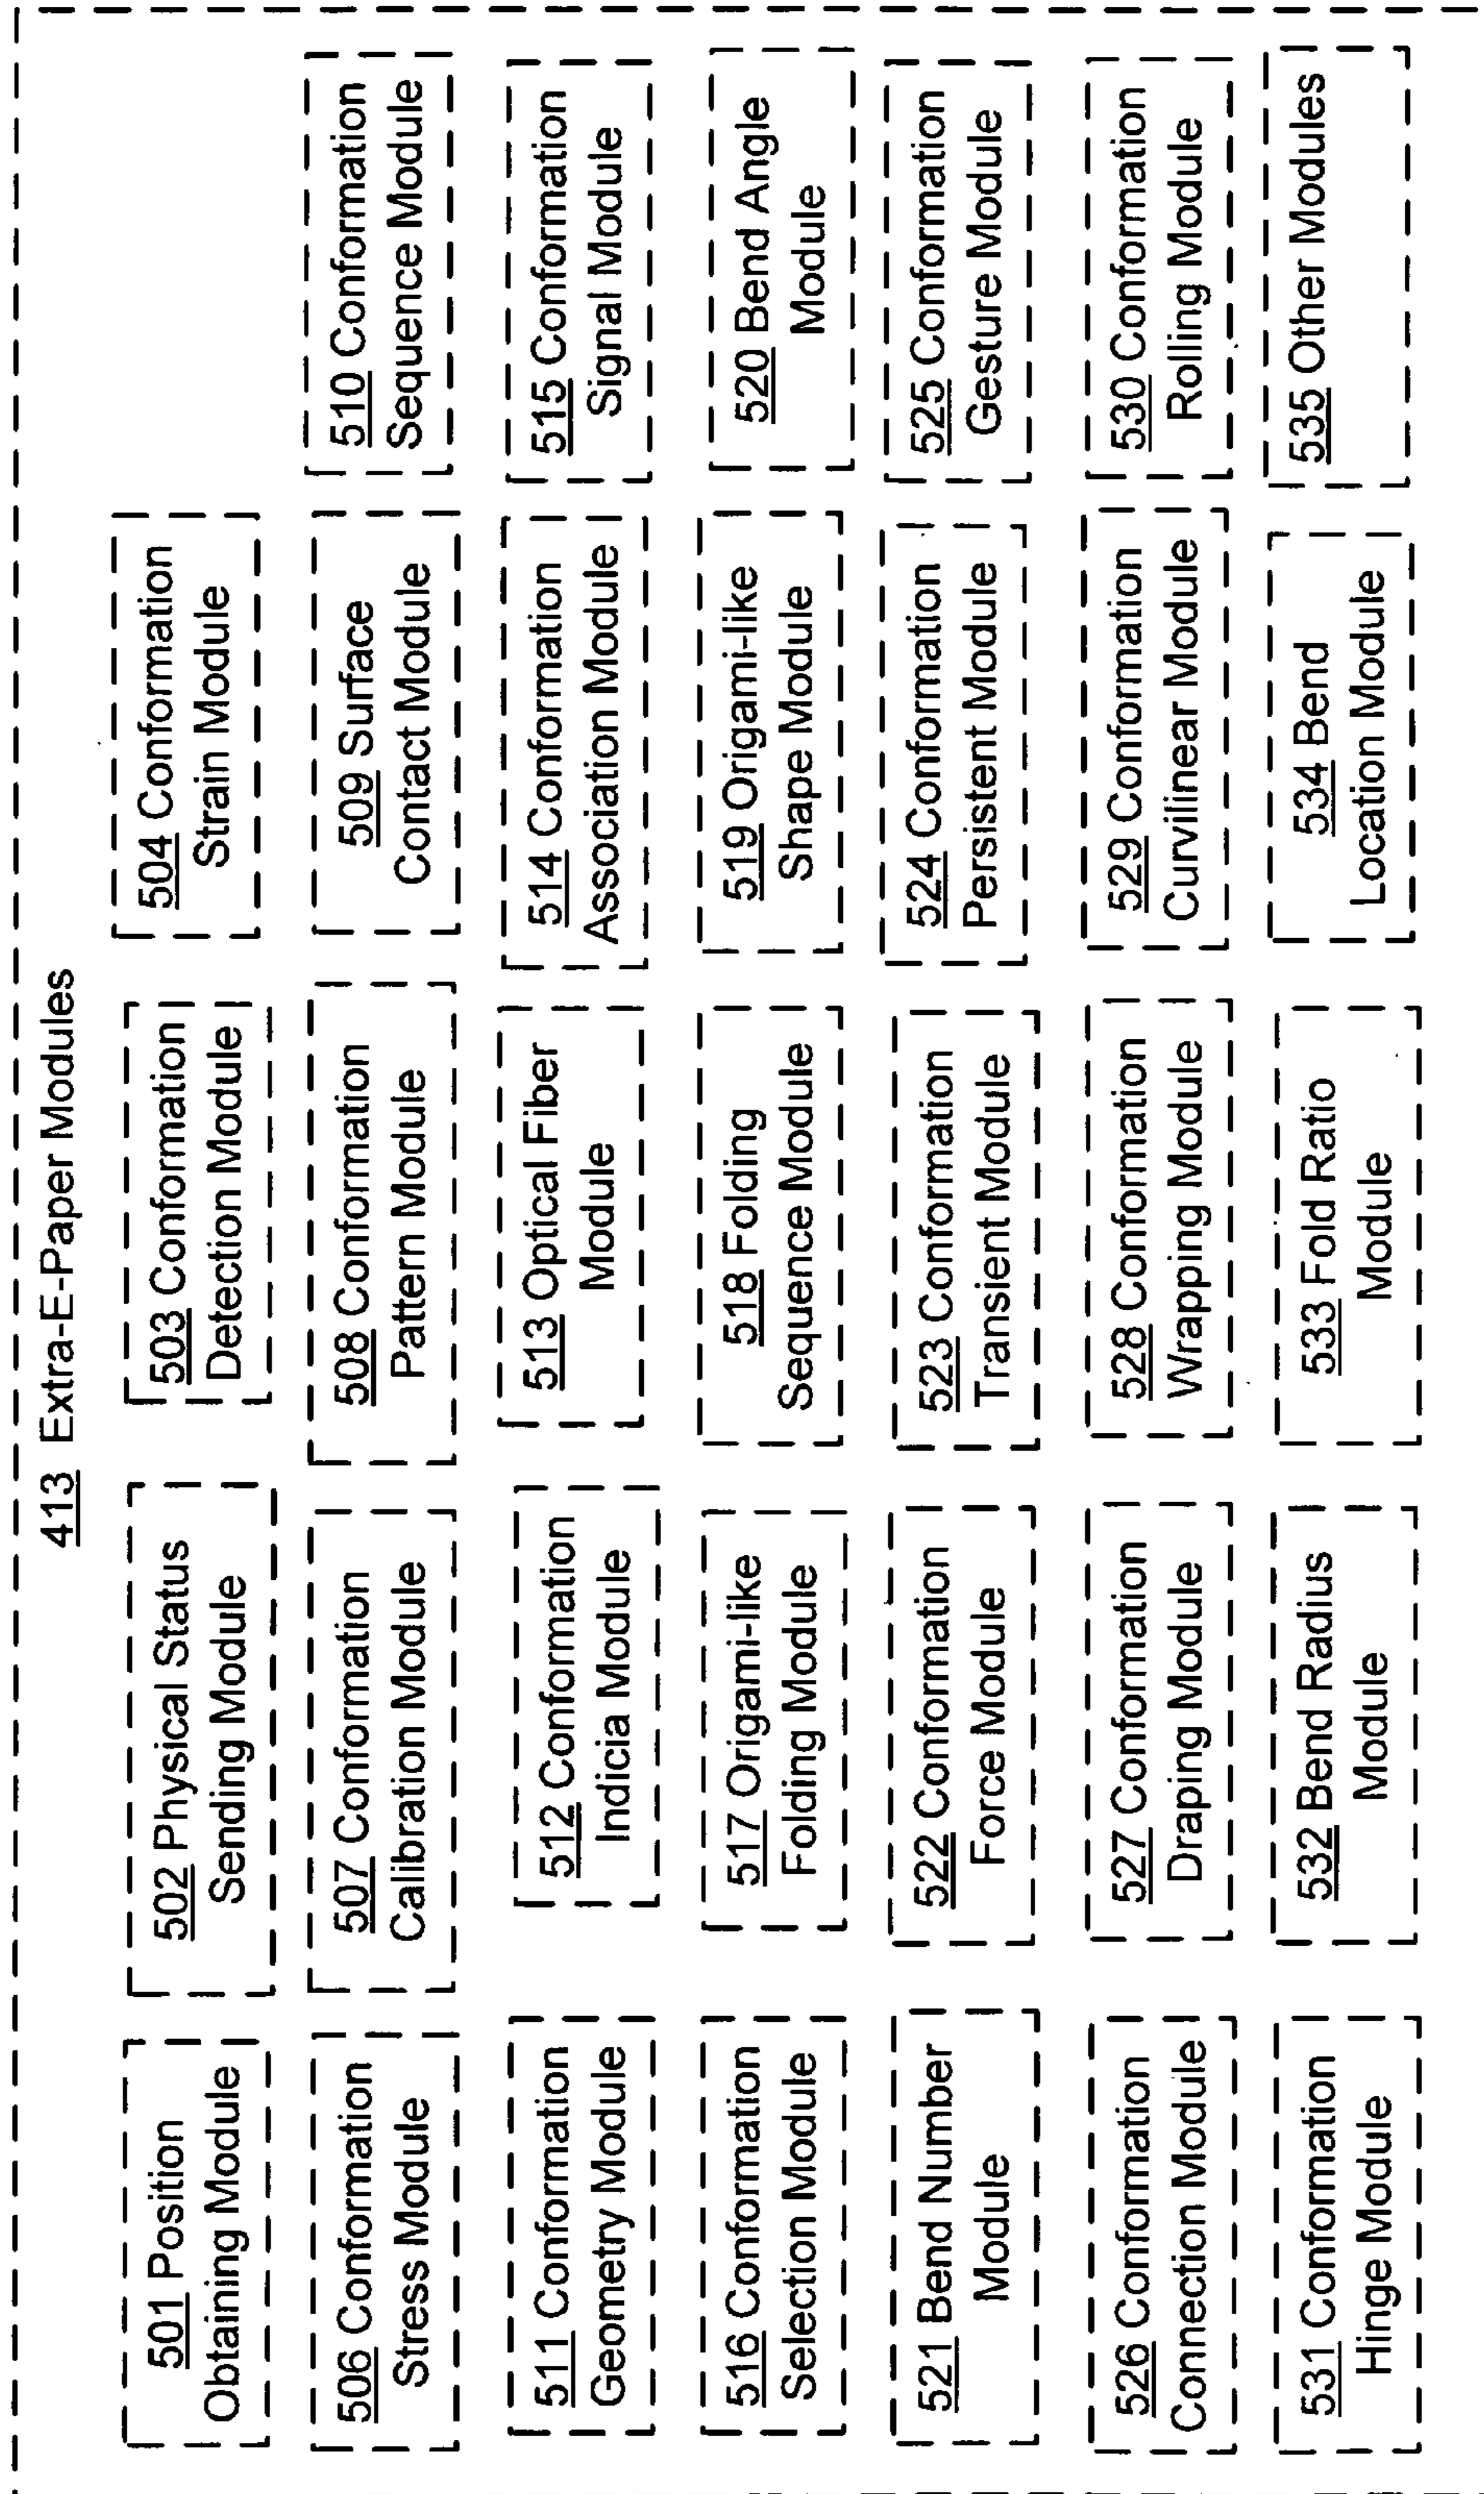 413 Extra-E-Paper Modules
501 Position
Obtaining Module
502 Physical Status
Sending Module
503 Conformation
Detection Module
504 Conformation
Strain Module
506 Conformation
Stress Module
507 Conformation
Calibration Module
508 Conformation
Pattern Module
509 Surface
Contact Module
510 Conformation
Sequence Module
511 Conformation
Geometry Module
512 Conformation
Indicia Module
513 Optical Fiber
Module
514 Conformation
Association Module
515 Conformation
Signal Module
516 Conformation
Selection Module
517 Origami-like
Folding Module
518 Folding
Sequence Module
519 Origami-like
Shape Module
520 Bend Angle
Module
521 Bend Number
Module
522 Conformation
Force Module
523 Conformation
Transient Module
524 Conformation
Persistent Module
525 Conformation
Gesture Module
526 Conformation
Connection Module
527 Conformation
Draping Module
528 Conformation
Wrapping Module
529 Conformation
Curvilinear Module
530 Conformation
Rolling Module
531 Conformation
Hinge Module
532 Bend Radius
Module
533 Fold Ratio
Module
534 Bend
Location Module
535 Other Modules